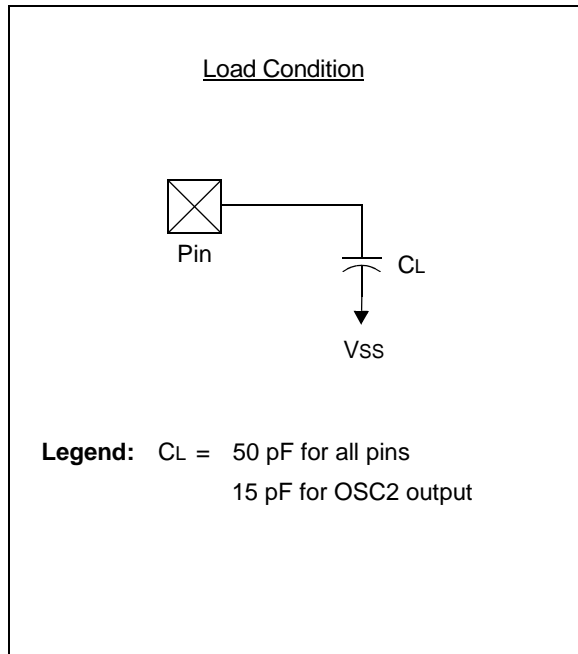 Load Condition
Pin
CL
VSS
Legend: CL = 50 pF for all pins
15 pF for OSC2 output